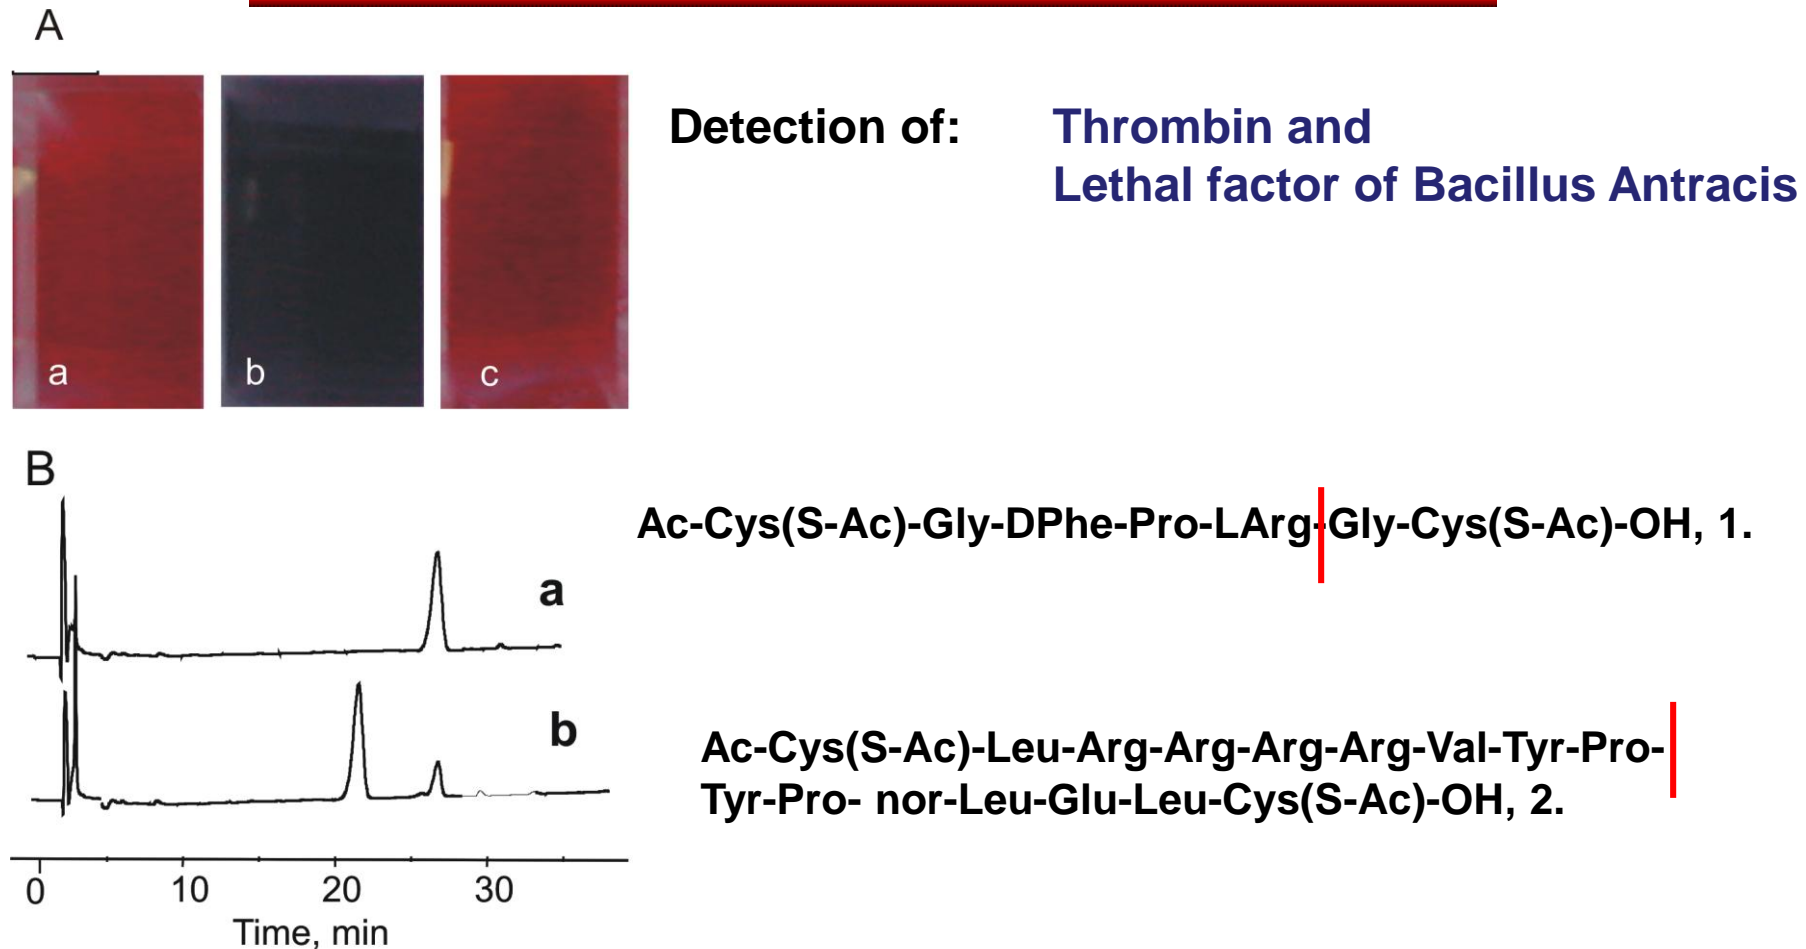 A
a
b
c
Detection of:
Thrombin and
Lethal factor of Bacillus Antracis
B
a
b
0 10 20 30
Time, min
Ac-Cys(S-Ac)-Gly-DPhe-Pro-LArg-Gly-Cys(S-Ac)-OH, 1.
Ac-Cys(S-Ac)-Leu-Arg-Arg-Arg-Arg-Val-Tyr-Pro-
Tyr-Pro- nor-Leu-Glu-Leu-Cys(S-Ac)-OH, 2.